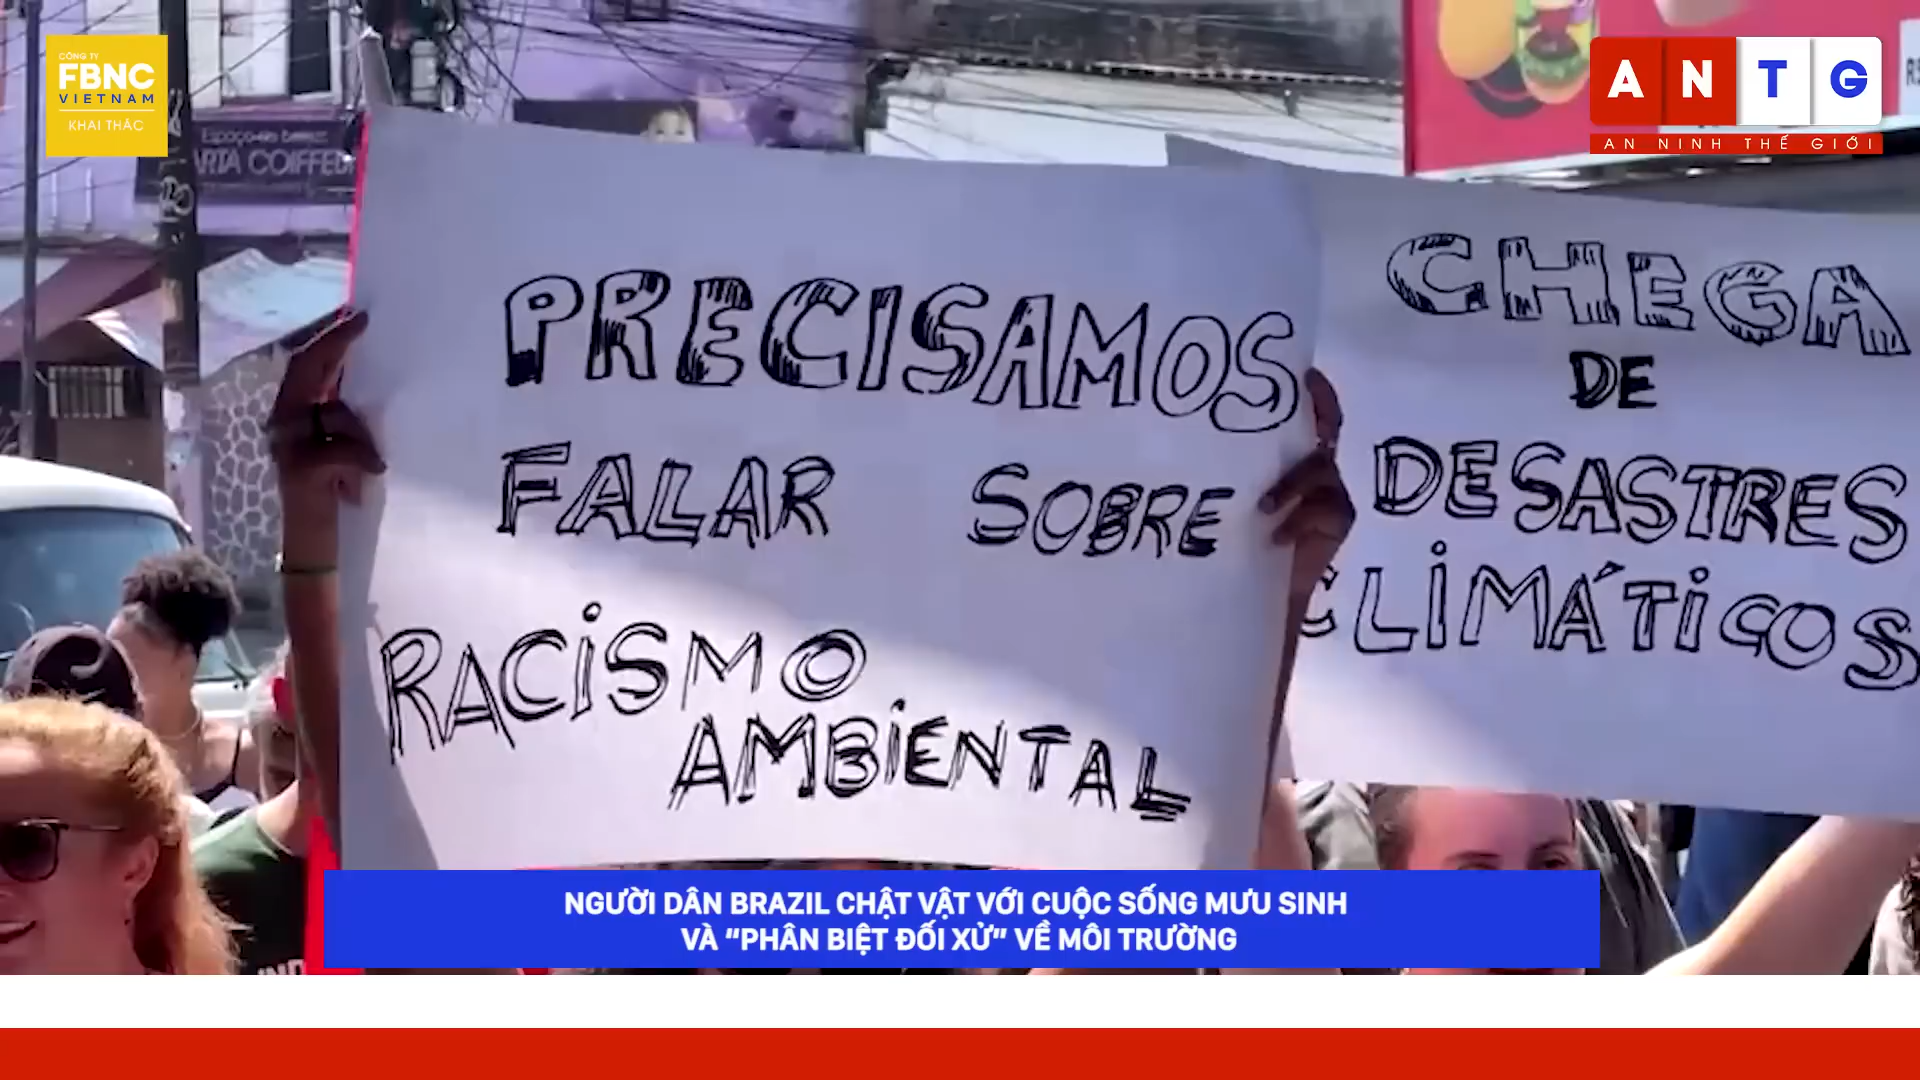 CÔNG TY
FBNC
VIETNAM
KHAI THÁC
ANTG
AN NINH THẾ GIỚI
PRECISAMOS
FALAR SOBRE
RACISMO
AMBIENTAL
CHEGA
DE
DESASTRES
CLIMÁTICOS
NGƯỜI DÂN BRAZIL CHẬT VẬT VỚI CUỘC SỐNG MƯU SINH
VÀ “PHÂN BIỆT ĐỐI XỬ” VỀ MÔI TRƯỜNG